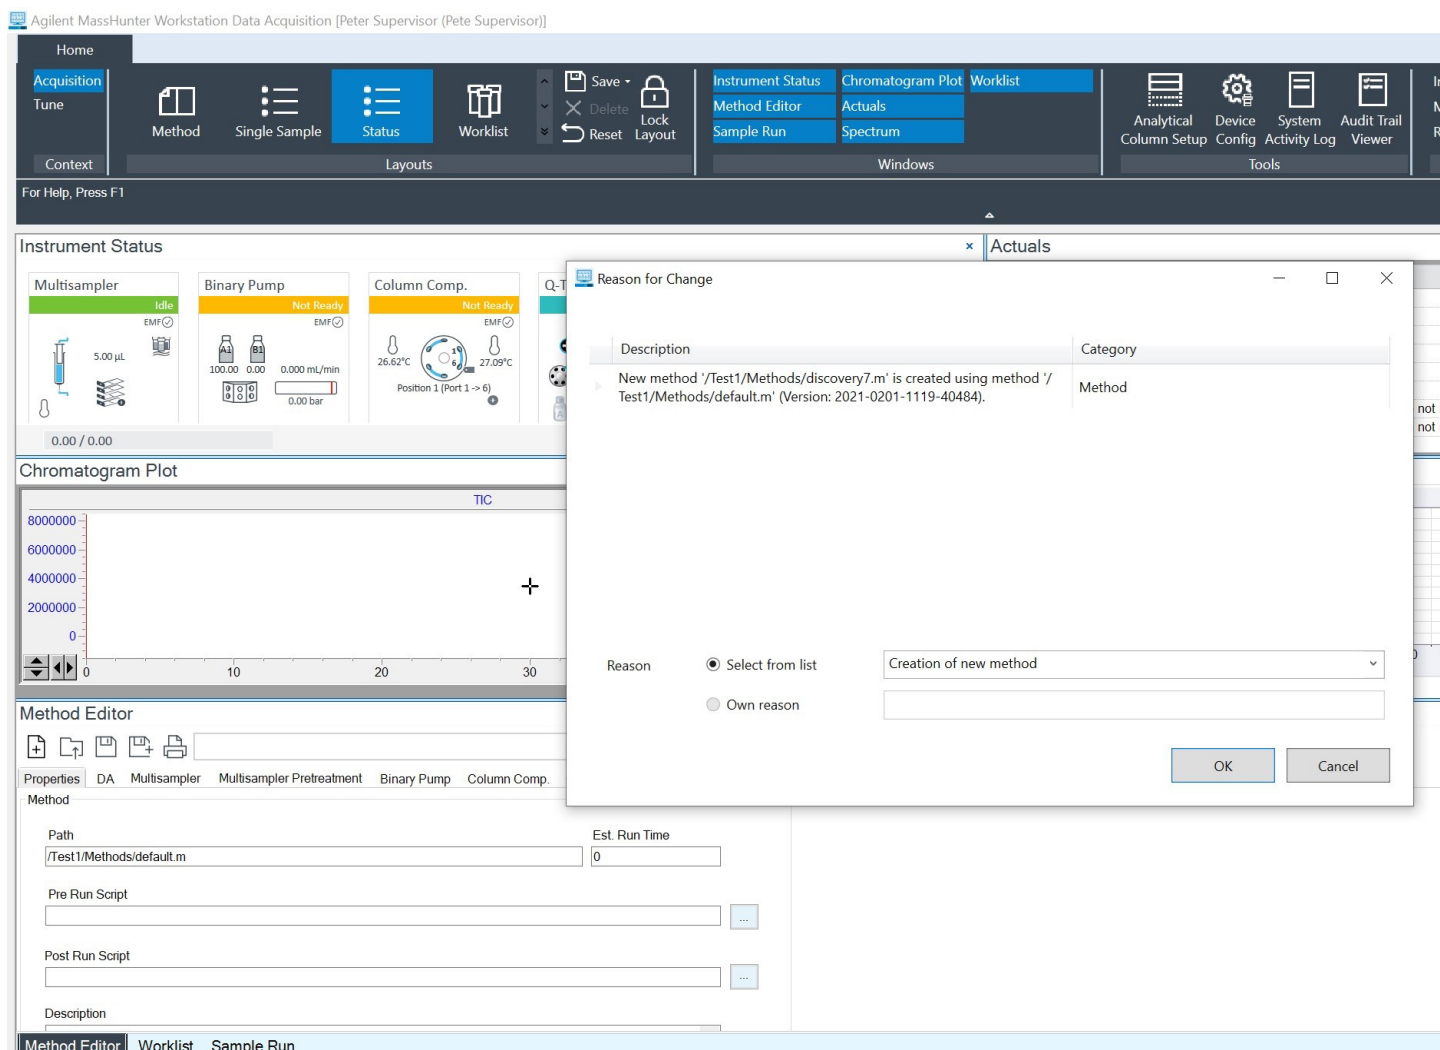 Agilent MassHunter Workstation Data Acquisition [Peter Supervisor (Pete Supervisor)]
Home
Acquisition
Tune
Context
Method
Single Sample
Status
Worklist
Save
Delete
Reset
Lock
Layout
Layouts
Instrument Status
Chromatogram Plot
Worklist
Method Editor
Actuals
Sample Run
Spectrum
Windows
Analytical
Column Setup
Device
Config
System
Activity Log
Audit Trail
Viewer
Tools
For Help, Press F1
Instrument Status
Actuals
Multisampler
Idle
EMF
5.00 µL
Binary Pump
Not Ready
EMF
A1
B1
100.00
0.00
0.000 mL/min
0.00 bar
Column Comp.
Not Ready
EMF
26.62°C
1
6
27.09°C
Position 1 (Port 1 -> 6)
Q-T
0.00 / 0.00
not
not
Reason for Change
Description
Category
New method '/Test1/Methods/discovery7.m' is created using method '/
Test1/Methods/default.m' (Version: 2021-0201-1119-40484).
Method
Reason
Select from list
Creation of new method
Own reason
OK
Cancel
Chromatogram Plot
TIC
8000000
6000000
4000000
2000000
0
0
10
20
30
Method Editor
Properties
DA
Multisampler
Multisampler Pretreatment
Binary Pump
Column Comp.
Method
Path
Est. Run Time
/Test1/Methods/default.m
0
Pre Run Script
...
Post Run Script
...
Description
Method Editor
Worklist
Sample Run